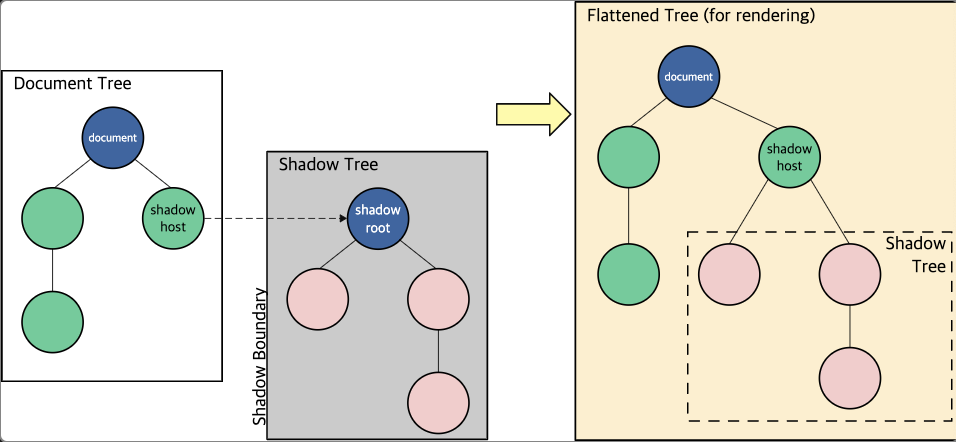 Document Tree
document
shadow
host
Shadow Tree
shadow
root
Shadow Boundary
Flattened Tree (for rendering)
document
shadow
host
Shadow
Tree